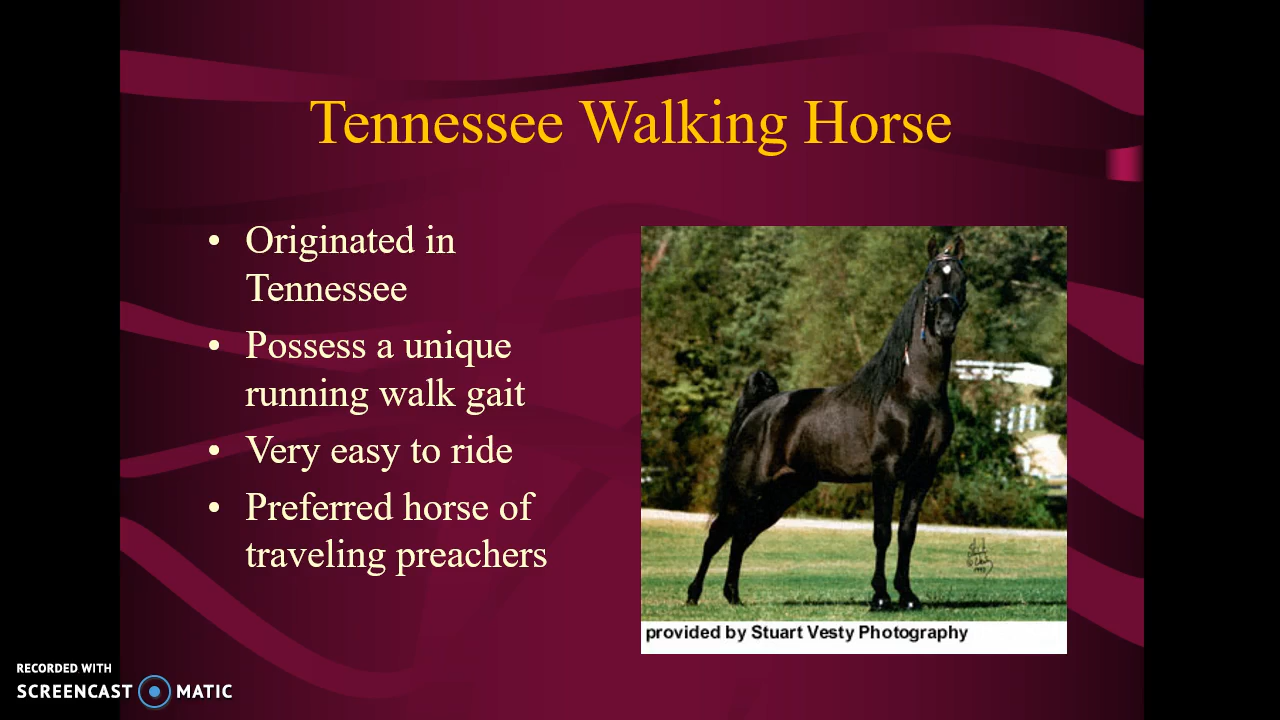 Tennessee Walking Horse
• Originated in
Tennessee
• Possess a unique
running walk gait
• Very easy to ride
• Preferred horse of
traveling preachers
provided by Stuart Vesty Photography
RECORDED WITH
SCREENCAST MATIC